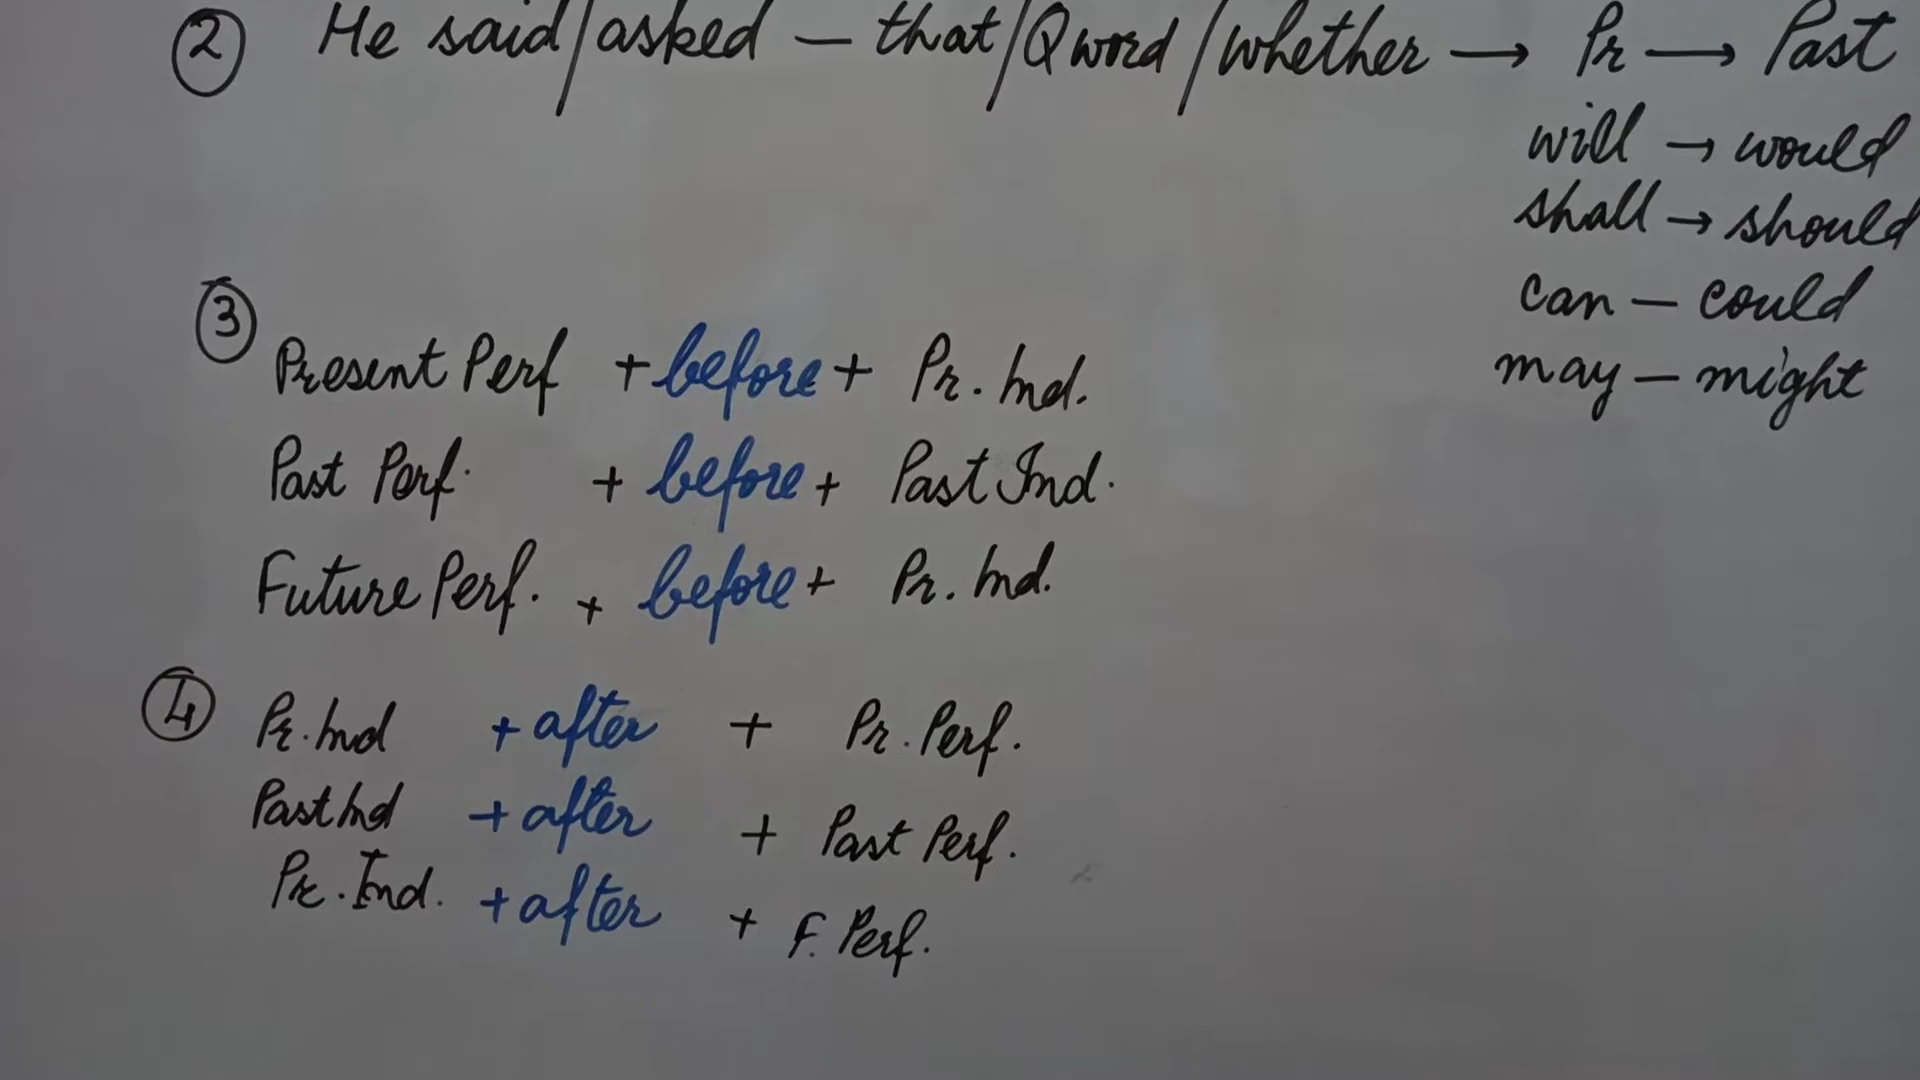 ② He said/asked – that/Q word/whether → Pr → Past
will → would
shall → should
can – could
may – might
③ Present Perf + before + Pr. Ind.
Past Perf. + before + Past Ind.
Future Perf. + before + Pr. Ind.
④ Pr. Ind + after + Pr. Perf.
Past Ind + after + Past Perf.
Pr. Ind. + after + F. Perf.